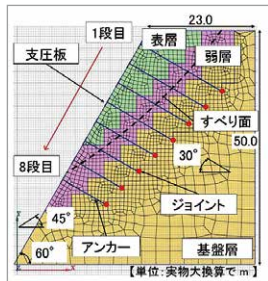 23.0
1段目
表層
弱層
支圧板
すべり面
50.0
30°
8段目
ジョイント
45°
アンカー
60°
基盤層
【単位:実物大換算でm】